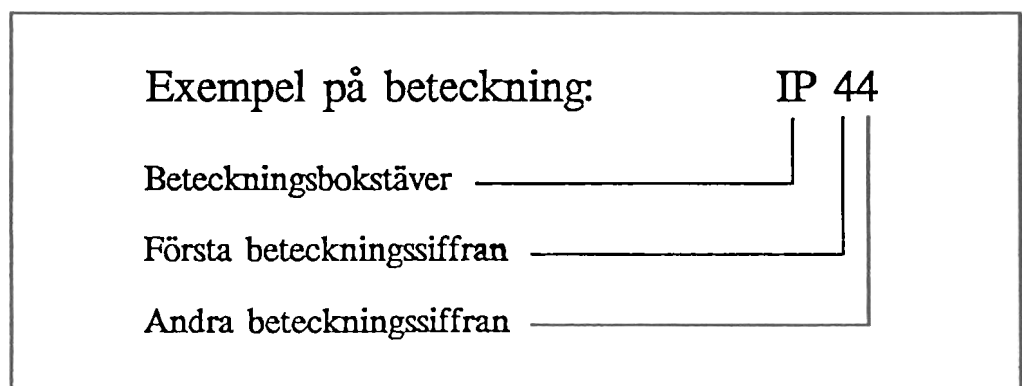 Exempel på beteckning: IP 44
Beteckningsbokstäver
Första beteckningssiffran
Andra beteckningssiffran